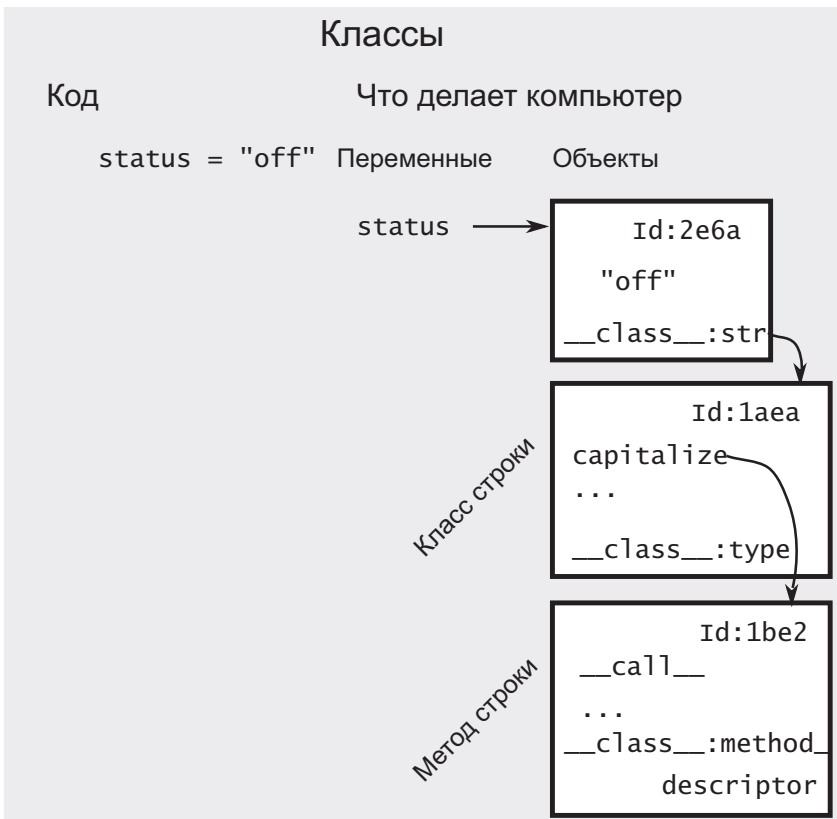 Классы
Код
Что делает компьютер
status = "off"
Переменные
Объекты
status
Id:2e6a
"off"
__class__:str
Id:1aea
capitalize
...
__class__:type
Класс строки
Id:1be2
__call__
...
__class__:method_
descriptor
Метод строки